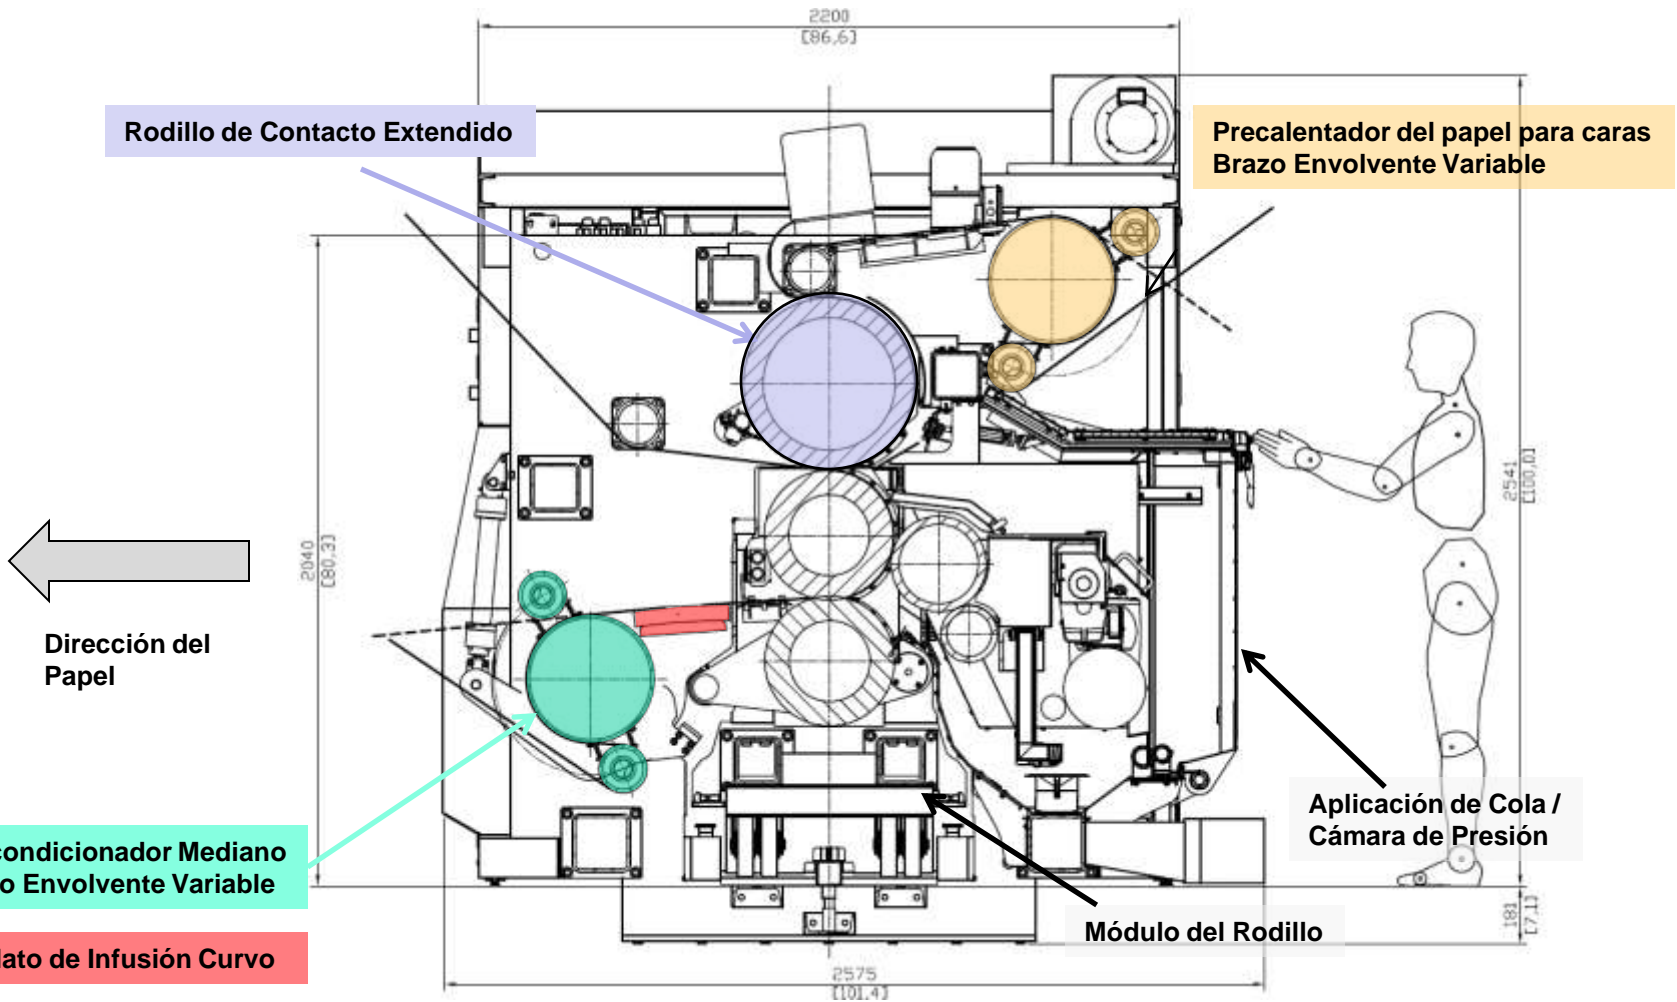 2200
[86,6]
Rodillo de Contacto Extendido
Precalentador del papel para caras
Brazo Envolvente Variable
2040
[80,3]
2541
[100,0]
Dirección del
Papel
condicionador Mediano
o Envolvente Variable
lato de Infusión Curvo
Aplicación de Cola /
Cámara de Presión
Módulo del Rodillo
181
[7,1]
2575
[101,4]